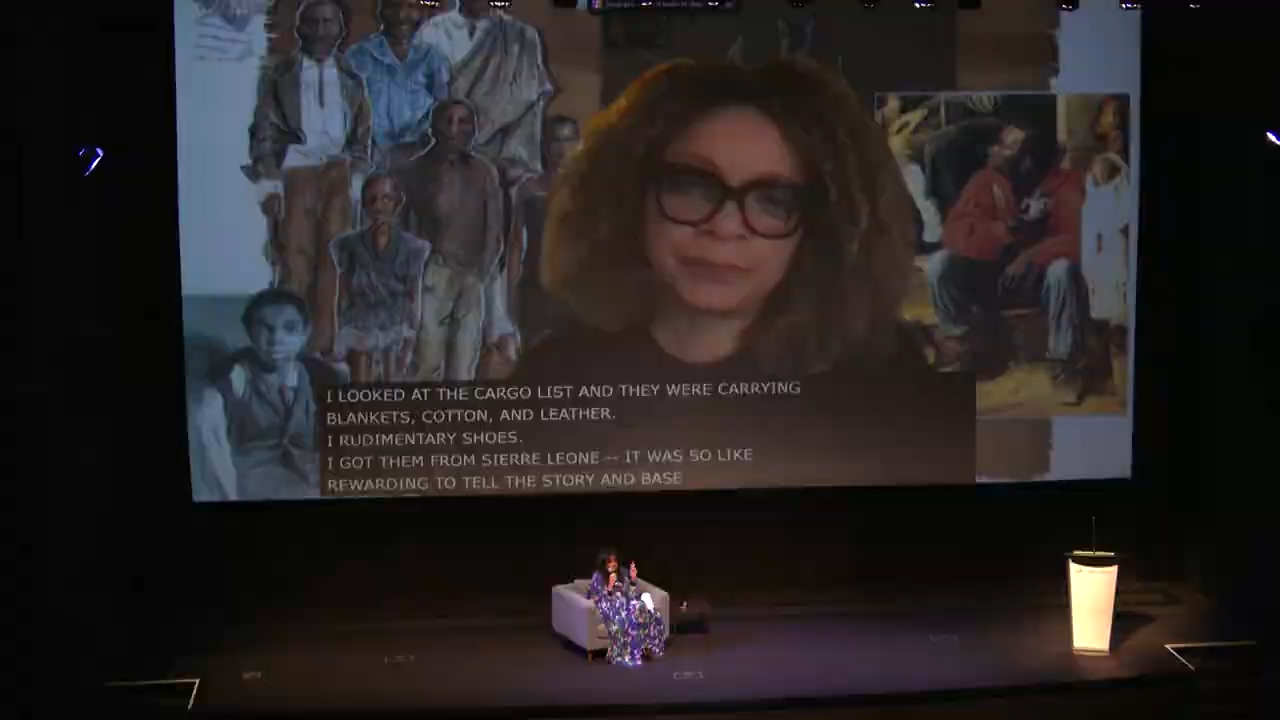 I LOOKED AT THE CARGO LIST AND THEY WERE CARRYING
BLANKETS, COTTON, AND LEATHER.
I RUDIMENTARY SHOES.
I GOT THEM FROM SIERRE LEONE -- IT WAS SO LIKE
REWARDING TO TELL THE STORY AND BASE